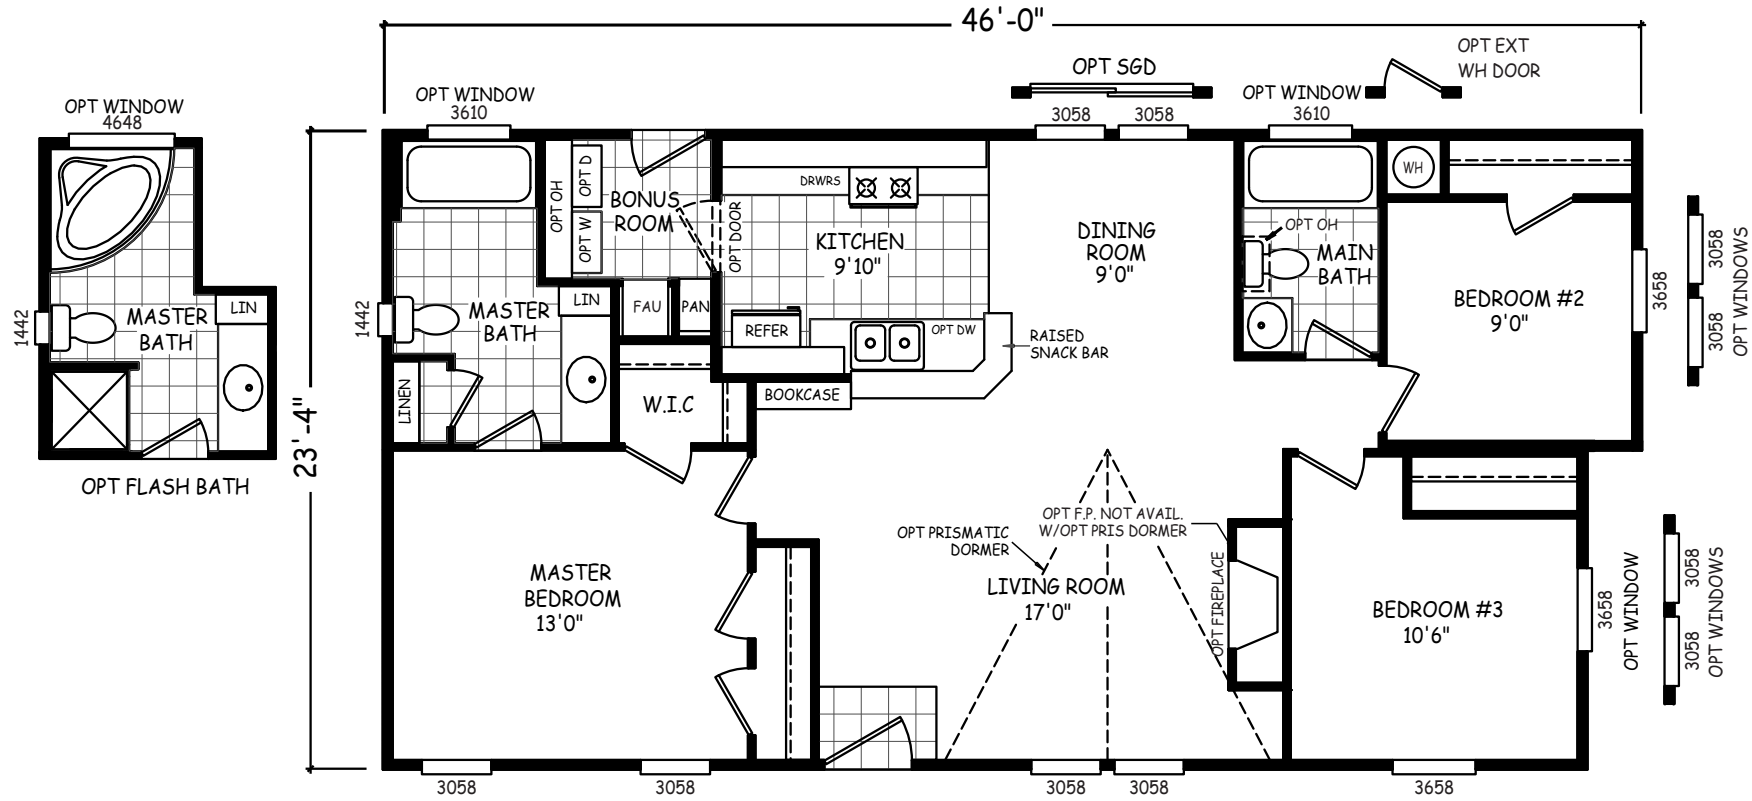 46'-0"
OPT EXT
WH DOOR
OPT SGD
OPT WINDOW
3610
3058
3058
OPT WINDOW
3610
OPT WINDOW
4648
1442
MASTER
BATH
LIN
OPT FLASH BATH
23'-4"
1442
MASTER
BATH
LIN
LINEN
OPT OH
OPT D
OPT W
BONUS
ROOM
OPT DOOR
FAU
PAN
DRWRS
KITCHEN
9'10"
REFER
OPT DW
RAISED
SNACK BAR
BOOKCASE
W.I.C
DINING
ROOM
9'0"
OPT OH
MAIN
BATH
WH
BEDROOM #2
9'0"
3658
3058
3058
OPT WINDOWS
MASTER
BEDROOM
13'0"
OPT PRISMATIC
DORMER
OPT F.P. NOT AVAIL.
W/OPT PRIS DORMER
LIVING ROOM
17'0"
OPT FIREPLACE
BEDROOM #3
10'6"
3658
OPT WINDOW
3058
3058
OPT WINDOWS
3058
3058
3058
3058
3658